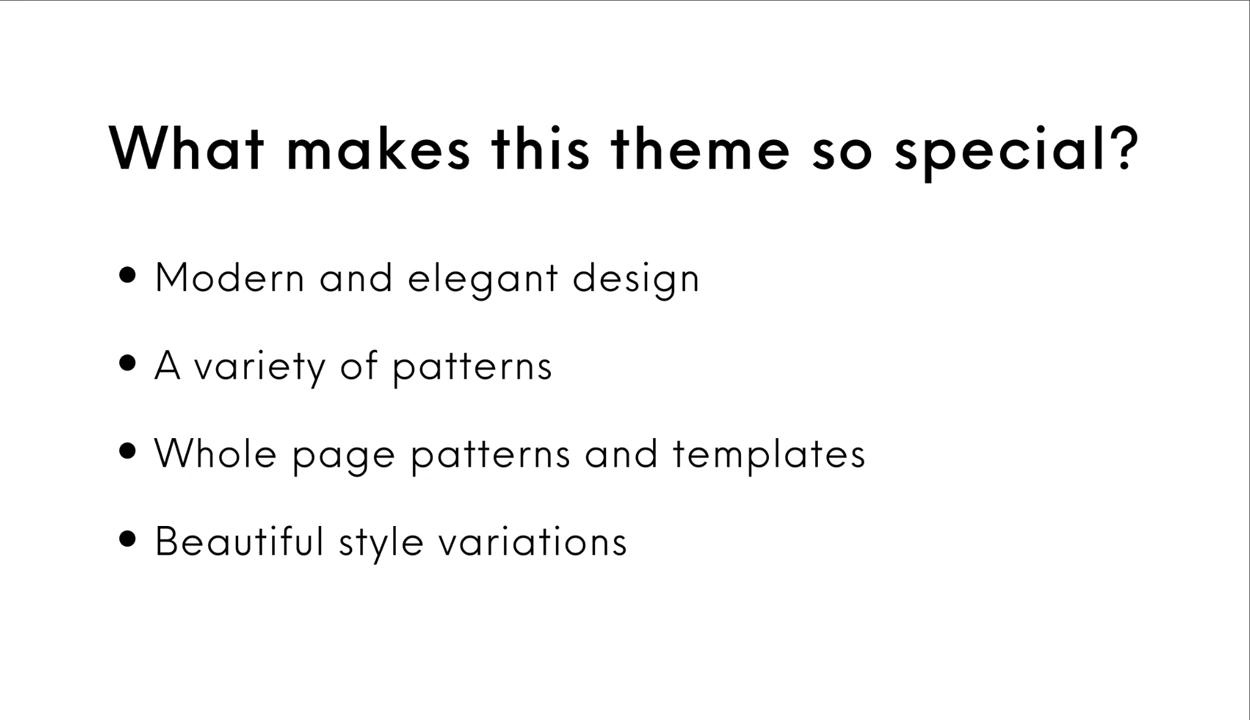 What makes this theme so special?
• Modern and elegant design
• A variety of patterns
• Whole page patterns and templates
• Beautiful style variations